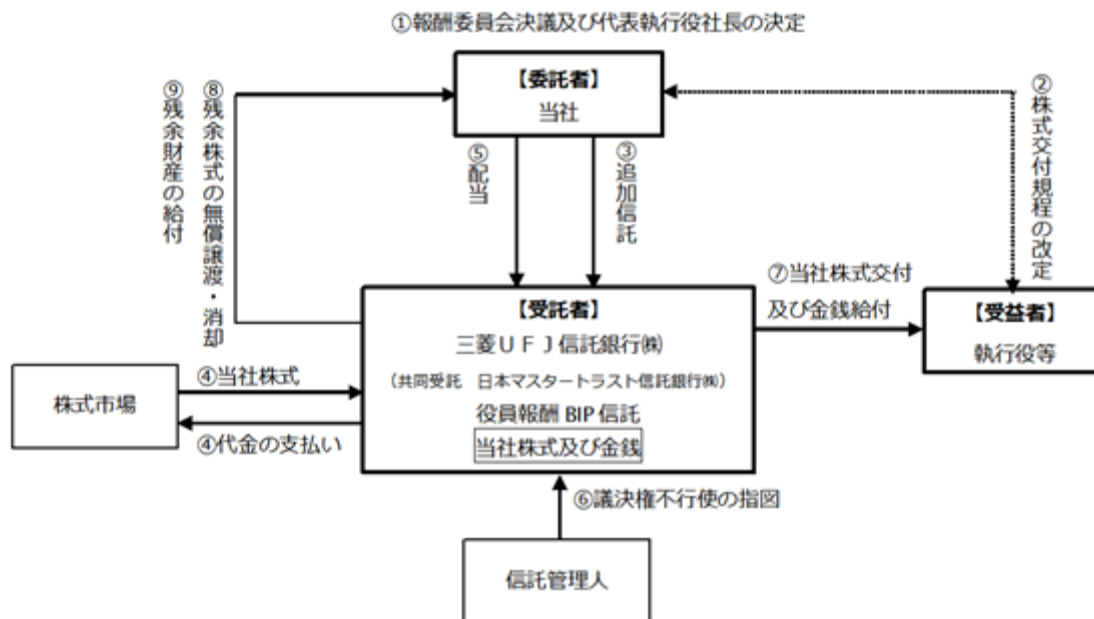 ①報酬委員会決議及び代表執行役社長の決定
【委託者】
当社
⑨残余財産の給付
⑧残余株式の無償譲渡・消却
⑤配当
③追加信託
②株式交付規程の改定
【受託者】
三菱UFJ信託銀行㈱
（共同受託　日本マスタートラスト信託銀行㈱）
役員報酬 BIP 信託
当社株式及び金銭
⑦当社株式交付
及び金銭給付
【受益者】
執行役等
株式市場
④当社株式
④代金の支払い
⑥議決権不行使の指図
信託管理人